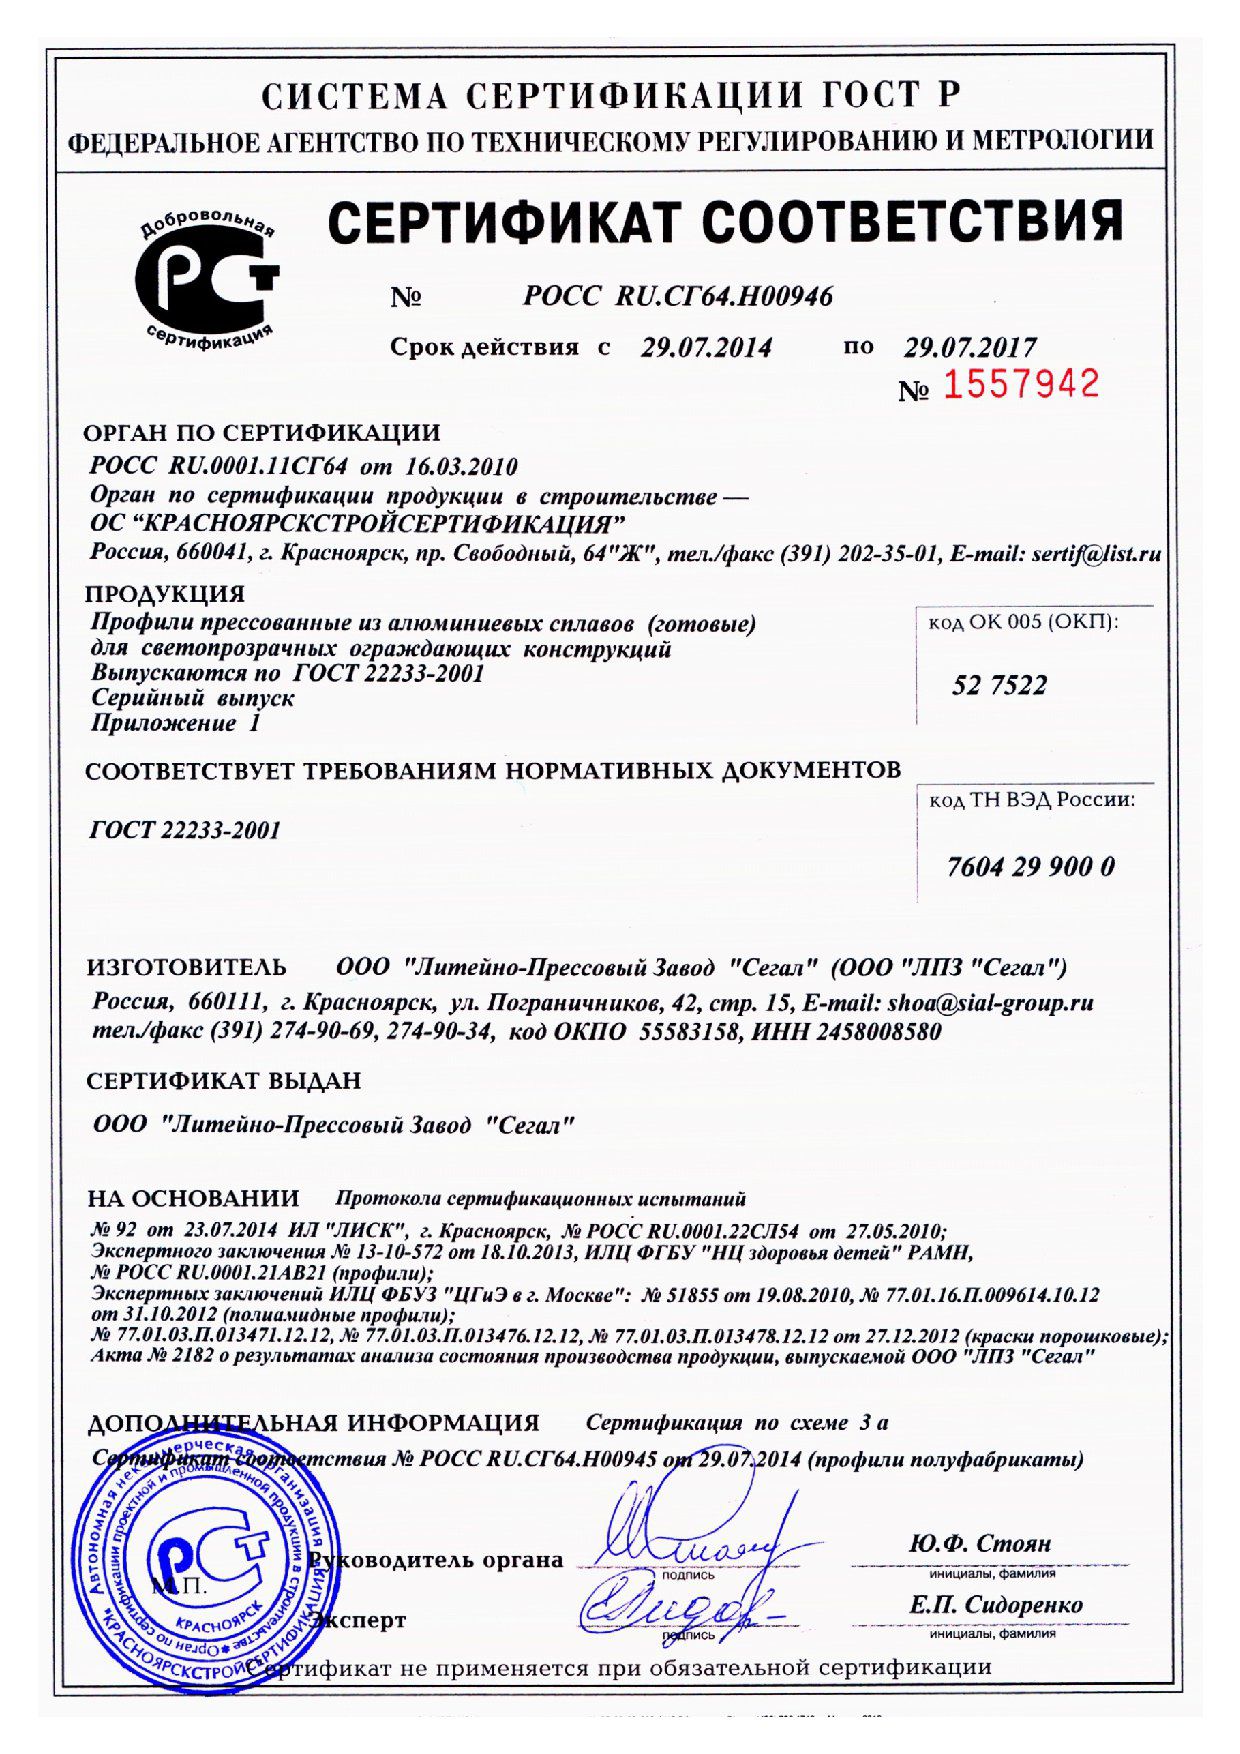 СИСТЕМА СЕРТИФИКАЦИИ ГОСТ Р
ФЕДЕРАЛЬНОЕ АГЕНТСТВО ПО ТЕХНИЧЕСКОМУ РЕГУЛИРОВАНИЮ И МЕТРОЛОГИИ
Добровольная
РСТ
сертификация
СЕРТИФИКАТ СООТВЕТСТВИЯ
№ РОСС RU.СГ64.Н00946
Срок действия с 29.07.2014 по 29.07.2017
№ 1557942
ОРГАН ПО СЕРТИФИКАЦИИ
РОСС RU.0001.11СГ64 от 16.03.2010
Орган по сертификации продукции в строительстве —
ОС “КРАСНОЯРСКСТРОЙСЕРТИФИКАЦИЯ”
Россия, 660041, г. Красноярск, пр. Свободный, 64"Ж", тел./факс (391) 202-35-01, E-mail: sertif@list.ru
ПРОДУКЦИЯ
Профили прессованные из алюминиевых сплавов (готовые)
для светопрозрачных ограждающих конструкций
Выпускаются по ГОСТ 22233-2001
Серийный выпуск
Приложение 1
код ОК 005 (ОКП):
52 7522
СООТВЕТСТВУЕТ ТРЕБОВАНИЯМ НОРМАТИВНЫХ ДОКУМЕНТОВ
ГОСТ 22233-2001
код ТН ВЭД России:
7604 29 900 0
ИЗГОТОВИТЕЛЬ ООО "Литейно-Прессовый Завод "Сегал" (ООО "ЛПЗ "Сегал")
Россия, 660111, г. Красноярск, ул. Пограничников, 42, стр. 15, E-mail: shoa@sial-group.ru
тел./факс (391) 274-90-69, 274-90-34, код ОКПО 55583158, ИНН 2458008580
СЕРТИФИКАТ ВЫДАН
ООО "Литейно-Прессовый Завод "Сегал"
НА ОСНОВАНИИ Протокола сертификационных испытаний
№ 92 от 23.07.2014 ИЛ "ЛИСК", г. Красноярск, № РОСС RU.0001.22СЛ54 от 27.05.2010;
Экспертного заключения № 13-10-572 от 18.10.2013, ИЛЦ ФГБУ "НЦ здоровья детей" РАМН,
№ РОСС RU.0001.21АВ21 (профили);
Экспертных заключений ИЛЦ ФБУЗ "ЦГиЭ в г. Москве": № 51855 от 19.08.2010, № 77.01.16.П.009614.10.12
от 31.10.2012 (полиамидные профили);
№ 77.01.03.П.013471.12.12, № 77.01.03.П.013476.12.12, № 77.01.03.П.013478.12.12 от 27.12.2012 (краски порошковые);
Акта № 2182 о результатах анализа состояния производства продукции, выпускаемой ООО "ЛПЗ "Сегал"
ДОПОЛНИТЕЛЬНАЯ ИНФОРМАЦИЯ Сертификация по схеме 3 а
Сертификат соответствия № РОСС RU.СГ64.Н00945 от 29.07.2014 (профили полуфабрикаты)
Автономная некоммерческая организация
*КРАСНОЯРСКСТРОЙСЕРТИФИКАЦИЯ*
Орган по сертификации проектной и промышленной продукции в строительстве
РСТ
КРАСНОЯРСК
М.П.
Руководитель органа
подпись
Ю.Ф. Стоян
инициалы, фамилия
Эксперт
подпись
Е.П. Сидоренко
инициалы, фамилия
Сертификат не применяется при обязательной сертификации